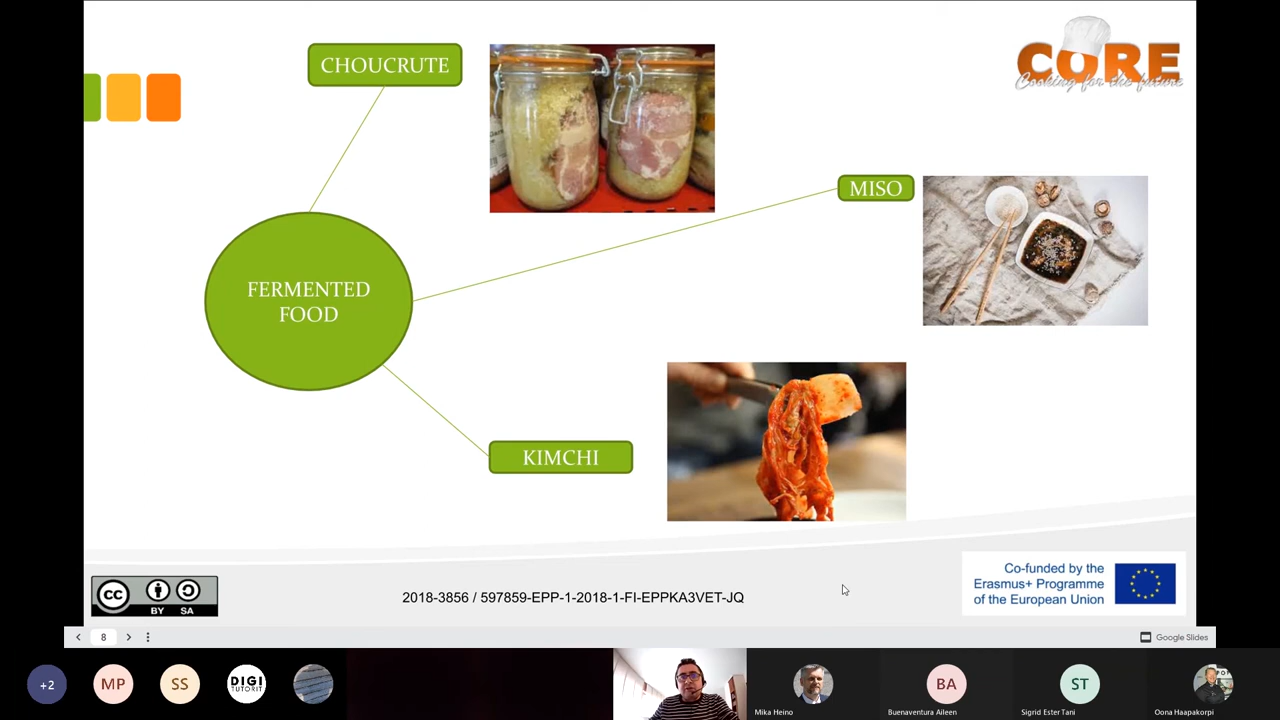 CHOUCRUTE
CORE
Cooking for the future
MISO
FERMENTED
FOOD
KIMCHI
cc
BY SA
2018-3856 / 597859-EPP-1-2018-1-FI-EPPKA3VET-JQ
Co-funded by the
Erasmus+ Programme
of the European Union
8
Google Slides
+2
MP
SS
DIGI
TUTORIT
BA
ST
Mika Heino
Buenaventura Aileen
Sigrid Ester Tani
Oona Haapakorpi